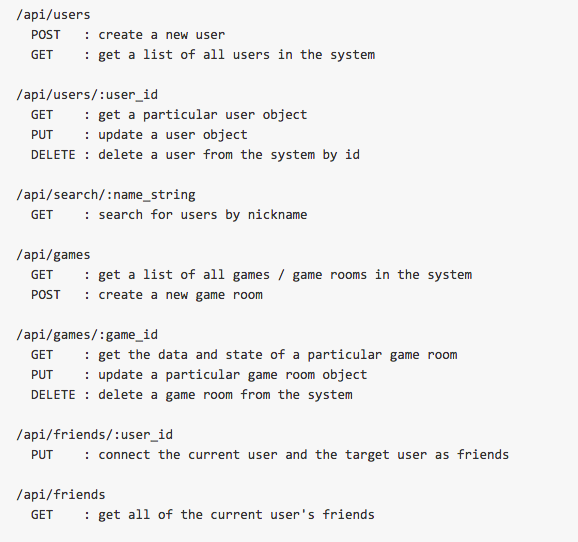 /api/users
  POST   : create a new user
  GET    : get a list of all users in the system

/api/users/:user_id
  GET    : get a particular user object
  PUT    : update a user object
  DELETE : delete a user from the system by id

/api/search/:name_string
  GET    : search for users by nickname

/api/games
  GET    : get a list of all games / game rooms in the system
  POST   : create a new game room

/api/games/:game_id
  GET    : get the data and state of a particular game room
  PUT    : update a particular game room object
  DELETE : delete a game room from the system

/api/friends/:user_id
  PUT    : connect the current user and the target user as friends

/api/friends
  GET    : get all of the current user's friends